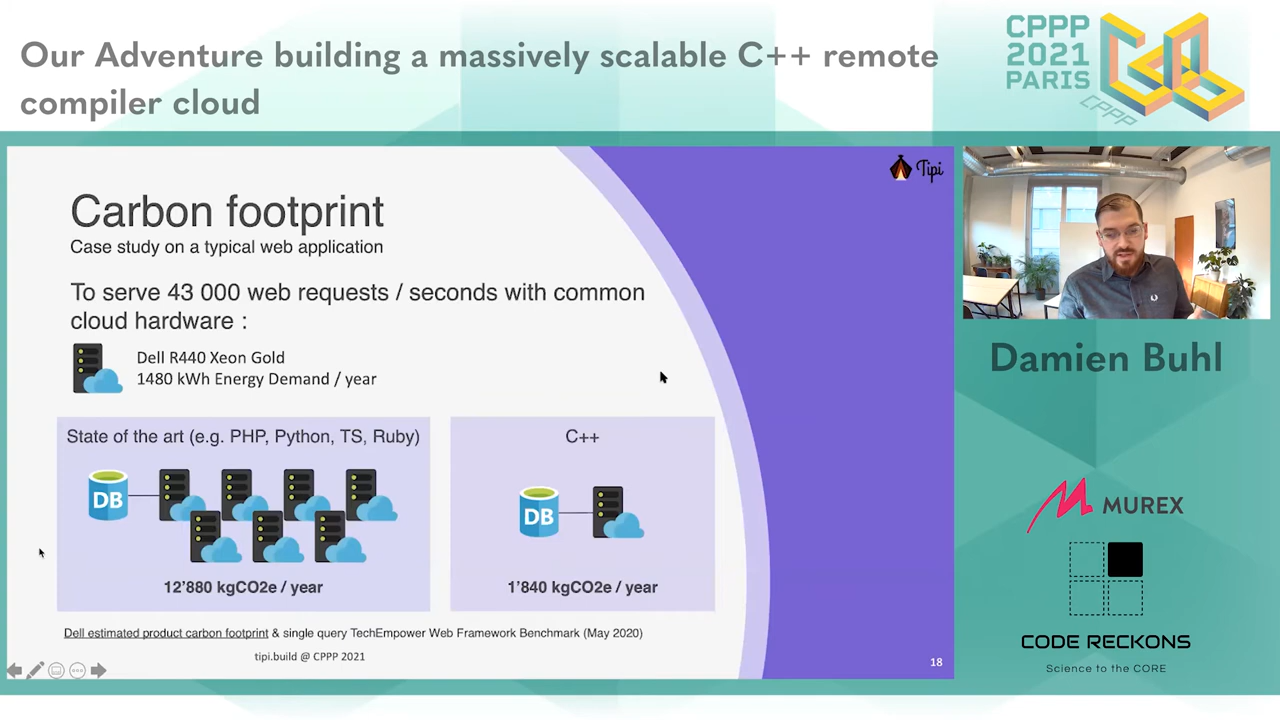 Our Adventure building a massively scalable C++ remote
compiler cloud
CPPP
2021
PARIS
CPPP
Tipi
Carbon footprint
Case study on a typical web application
To serve 43 000 web requests / seconds with common
cloud hardware :
Dell R440 Xeon Gold
1480 kWh Energy Demand / year
State of the art (e.g. PHP, Python, TS, Ruby)
DB
12'880 kgCO2e / year
C++
DB
1'840 kgCO2e / year
Dell estimated product carbon footprint & single query TechEmpower Web Framework Benchmark (May 2020)
tipi.build @ CPPP 2021
18
Damien Buhl
MUREX
CODE RECKONS
Science to the CORE